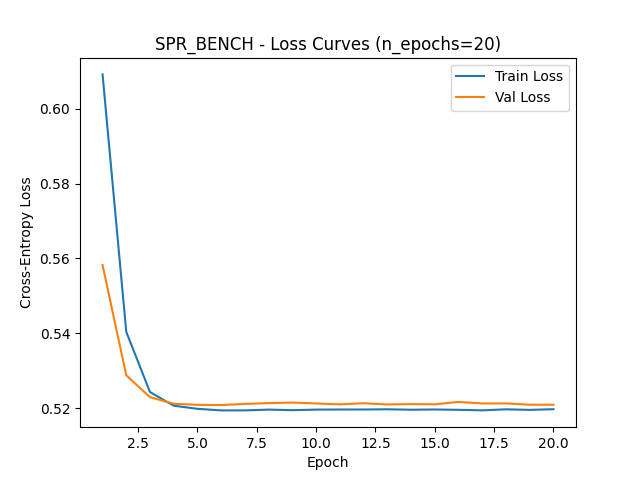 SPR_BENCH - Loss Curves (n_epochs=20)
Train Loss
Val Loss
Cross-Entropy Loss
0.60
0.58
0.56
0.54
0.52
2.5 5.0 7.5 10.0 12.5 15.0 17.5 20.0
Epoch